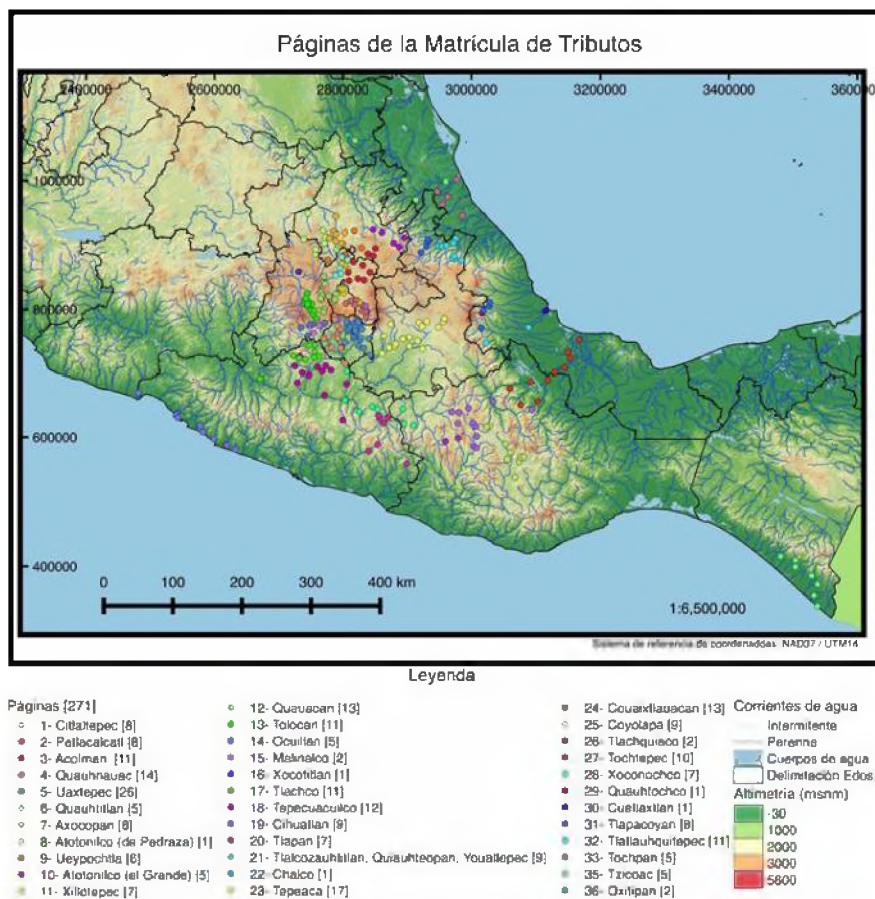 Páginas de la Matrícula de Tributos
2400000 2600000 2800000 3000000 3200000 3400000 3600000
1000000
800000
600000
400000
0 100 200 300 400 km
1:6,500,000
Sistema de referencia de coordenadas NAD27 / UTM14
Leyenda
Páginas [271]
1- Citlaltepec [8]
2- Petlacalcatl [8]
3- Acolman [11]
4- Quauhnauac [14]
5- Uaxtepec [26]
6- Quauhtitlan [5]
7- Axocopan [8]
8- Atotonilco (de Pedraza) [1]
9- Ueypochtla [6]
10- Atotonilco (el Grande) [5]
11- Xilotepec [7]
12- Quauacan [13]
13- Tolocan [11]
14- Ocuillan [5]
15- Malinalco [2]
16- Xocotitlan [1]
17- Tlachco [11]
18- Tepecuacuilco [12]
19- Cihuatlan [9]
20- Tlapan [7]
21- Tlalcozauhtitlan, Quiauhteopan, Youaltepec [9]
22- Chalco [1]
23- Tepeaca [17]
24- Couaixtlauacan [13]
25- Coyolapa [9]
26- Tlachquiaco [2]
27- Tochtepec [10]
28- Xoconochco [7]
29- Quauhtochco [1]
30- Cuetlaxtlan [1]
31- Tlapacoyan [8]
32- Tlatlauhquitepec [11]
33- Tochpan [5]
35- Tzicoac [5]
36- Oxitipan [2]
Corrientes de agua
Intermitente
Perenne
Cuerpos de agua
Delimitación Edos
Altimetría (msnm)
-30
1000
2000
3000
5600